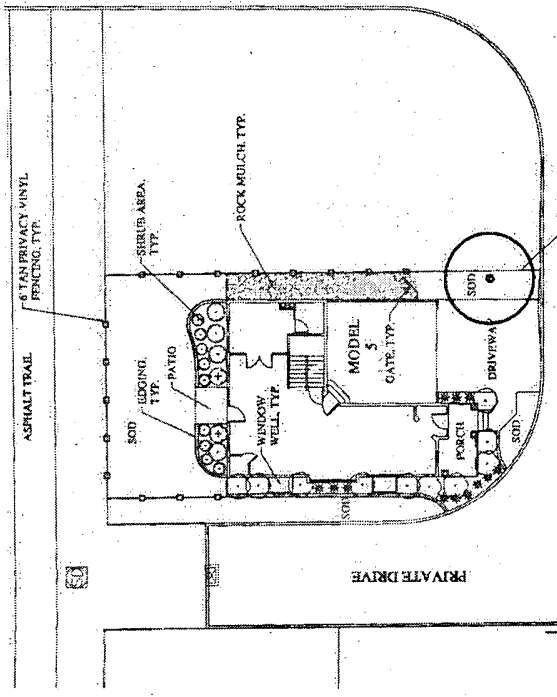 ASPHALT TRAIL
6' TAN PRIVACY VINYL
FENCING, TYP.
SHRUB AREA,
TYP.
ROCK MULCH, TYP.
SOD
EDGING,
TYP.
PATIO
WINDOW
WELL, TYP.
MODEL
5
GATE, TYP.
SOD
DRIVEWA
PORCH
SOD
SOD
PRIVATE DRIVE